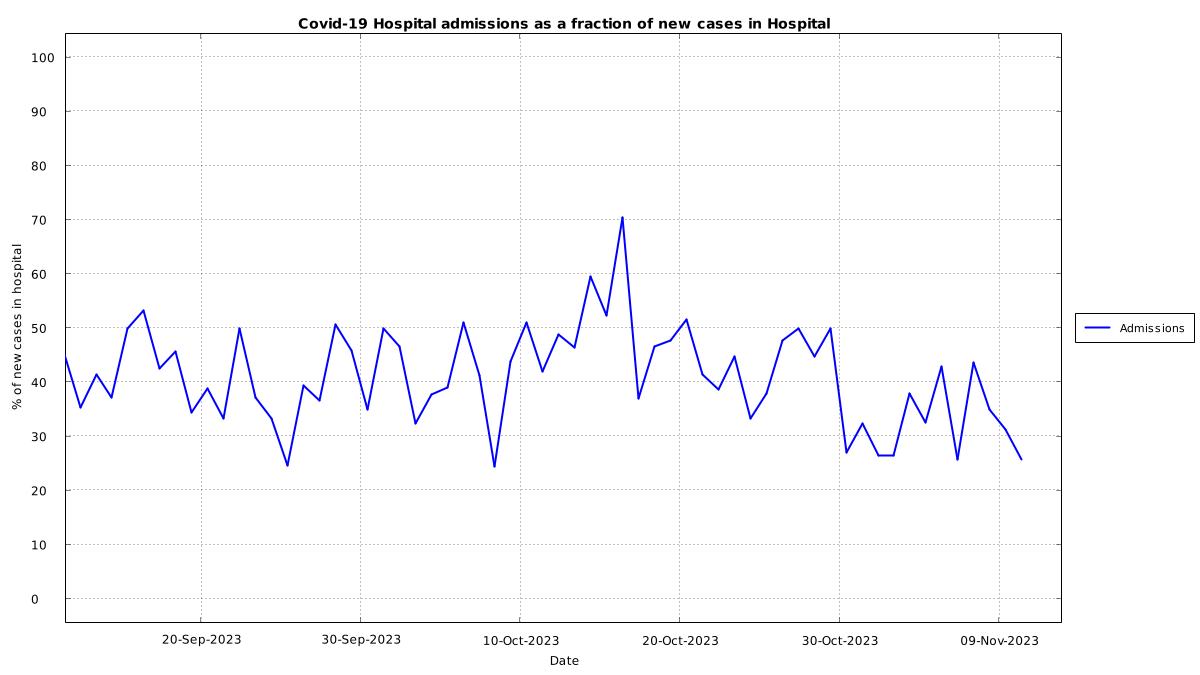 Covid-19 Hospital admissions as a fraction of new cases in Hospital
100
90
80
70
60
50
40
30
20
10
0
% of new cases in hospital
20-Sep-2023 30-Sep-2023 10-Oct-2023 20-Oct-2023 30-Oct-2023 09-Nov-2023
Date
Admissions